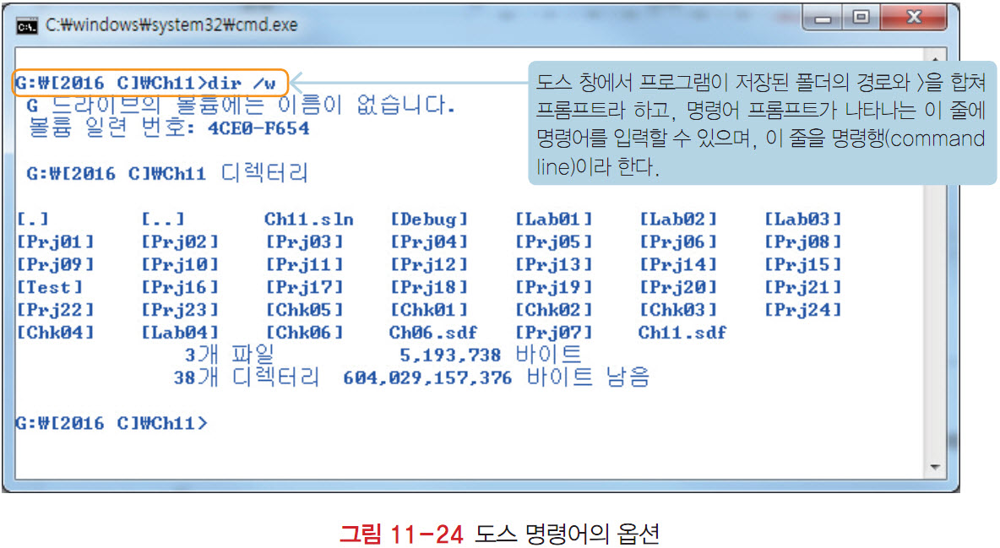 C:₩windows₩system32₩cmd.exe
G:₩[2016 C]₩Ch11>dir /w
G 드라이브의 볼륨에는 이름이 없습니다.
볼륨 일련 번호: 4CE0-F654
도스 창에서 프로그램이 저장된 폴더의 경로와 >을 합쳐
프롬프트라 하고, 명령어 프롬프트가 나타나는 이 줄에
명령어를 입력할 수 있으며, 이 줄을 명령행(command
line)이라 한다.
G:₩[2016 C]₩Ch11 디렉터리
[.] [..] Ch11.sln [Debug] [Lab01] [Lab02] [Lab03]
[Prj01] [Prj02] [Prj03] [Prj04] [Prj05] [Prj06] [Prj08]
[Prj09] [Prj10] [Prj11] [Prj12] [Prj13] [Prj14] [Prj15]
[Test] [Prj16] [Prj17] [Prj18] [Prj19] [Prj20] [Prj21]
[Prj22] [Prj23] [Chk05] [Chk01] [Chk02] [Chk03] [Prj24]
[Chk04] [Lab04] [Chk06] Ch06.sdf [Prj07] Ch11.sdf
3개 파일 5,193,738 바이트
38개 디렉터리 604,029,157,376 바이트 남음
G:₩[2016 C]₩Ch11>
그림 11-24 도스 명령어의 옵션